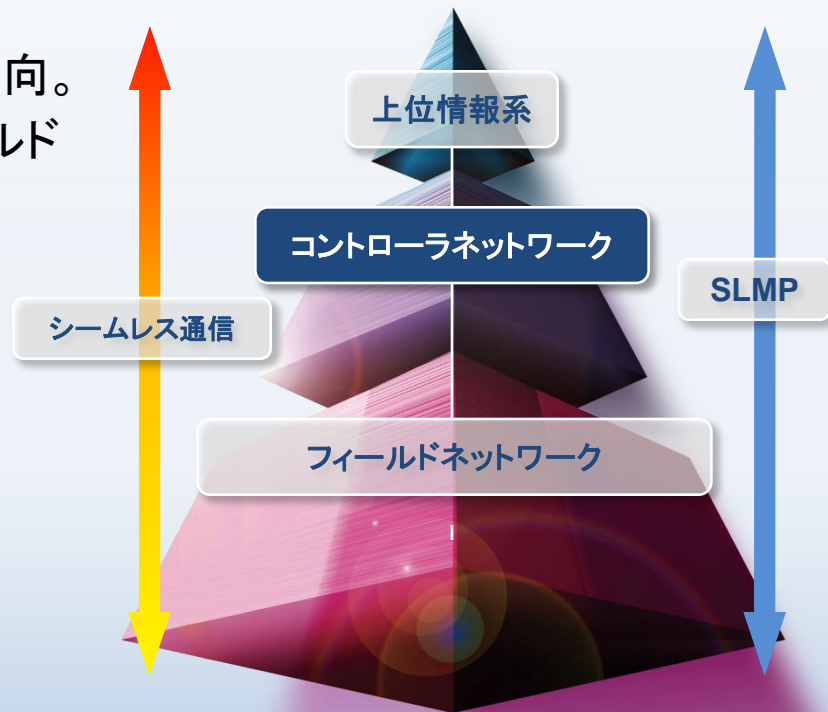 向。
ルド
上位情報系
コントローラネットワーク
SLMP
シームレス通信
フィールドネットワーク